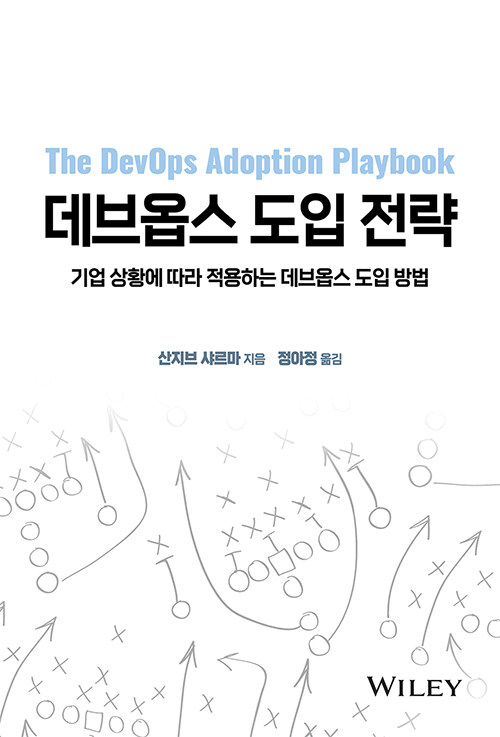 The DevOps Adoption Playbook
데브옵스 도입 전략
기업 상황에 따라 적용하는 데브옵스 도입 방법
산지브 샤르마 지음 정아정 옮김
WILEY